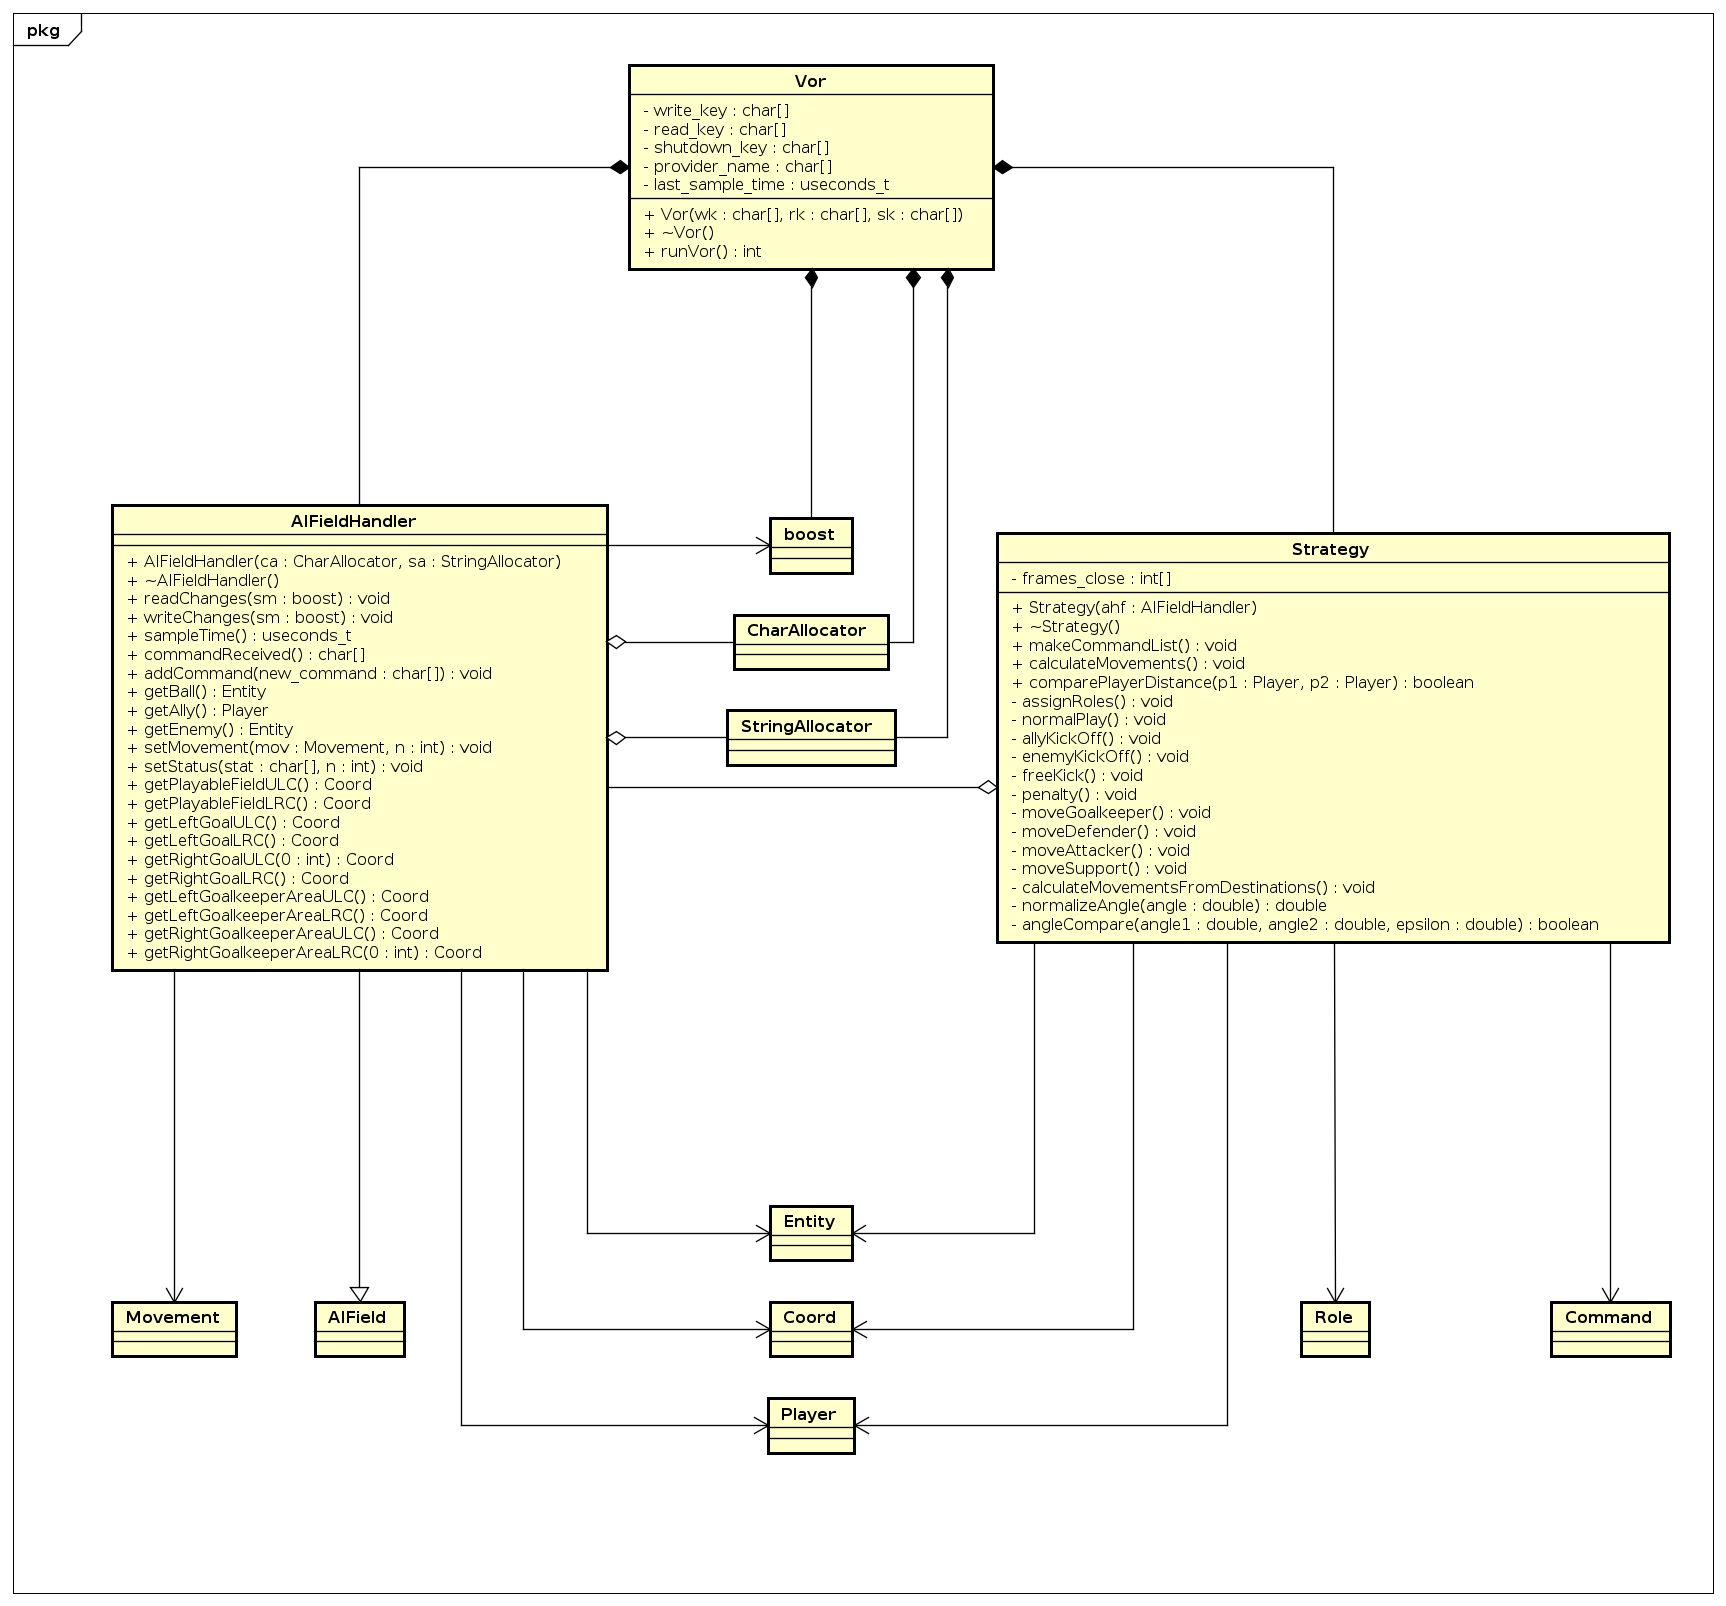 pkg
Vor
- write_key : char[]
- read_key : char[]
- shutdown_key : char[]
- provider_name : char[]
- last_sample_time : useconds_t
+ Vor(wk : char[], rk : char[], sk : char[])
+ ~Vor()
+ runVor() : int
AIFieldHandler
+ AIFieldHandler(ca : CharAllocator, sa : StringAllocator)
+ ~AIFieldHandler()
+ readChanges(sm : boost) : void
+ writeChanges(sm : boost) : void
+ sampleTime() : useconds_t
+ commandReceived() : char[]
+ addCommand(new_command : char[]) : void
+ getBall() : Entity
+ getAlly() : Player
+ getEnemy() : Entity
+ setMovement(mov : Movement, n : int) : void
+ setStatus(stat : char[], n : int) : void
+ getPlayableFieldULC() : Coord
+ getPlayableFieldLRC() : Coord
+ getLeftGoalULC() : Coord
+ getLeftGoalLRC() : Coord
+ getRightGoalULC(0 : int) : Coord
+ getRightGoalLRC() : Coord
+ getLeftGoalkeeperAreaULC() : Coord
+ getLeftGoalkeeperAreaLRC() : Coord
+ getRightGoalkeeperAreaULC() : Coord
+ getRightGoalkeeperAreaLRC(0 : int) : Coord
boost
CharAllocator
StringAllocator
Strategy
- frames_close : int[]
+ Strategy(ahf : AIFieldHandler)
+ ~Strategy()
+ makeCommandList() : void
+ calculateMovements() : void
+ comparePlayerDistance(p1 : Player, p2 : Player) : boolean
- assignRoles() : void
- normalPlay() : void
- allyKickOff() : void
- enemyKickOff() : void
- freeKick() : void
- penalty() : void
- moveGoalkeeper() : void
- moveDefender() : void
- moveAttacker() : void
- moveSupport() : void
- calculateMovementsFromDestinations() : void
- normalizeAngle(angle : double) : double
- angleCompare(angle1 : double, angle2 : double, epsilon : double) : boolean
Entity
Movement
AIField
Coord
Role
Command
Player